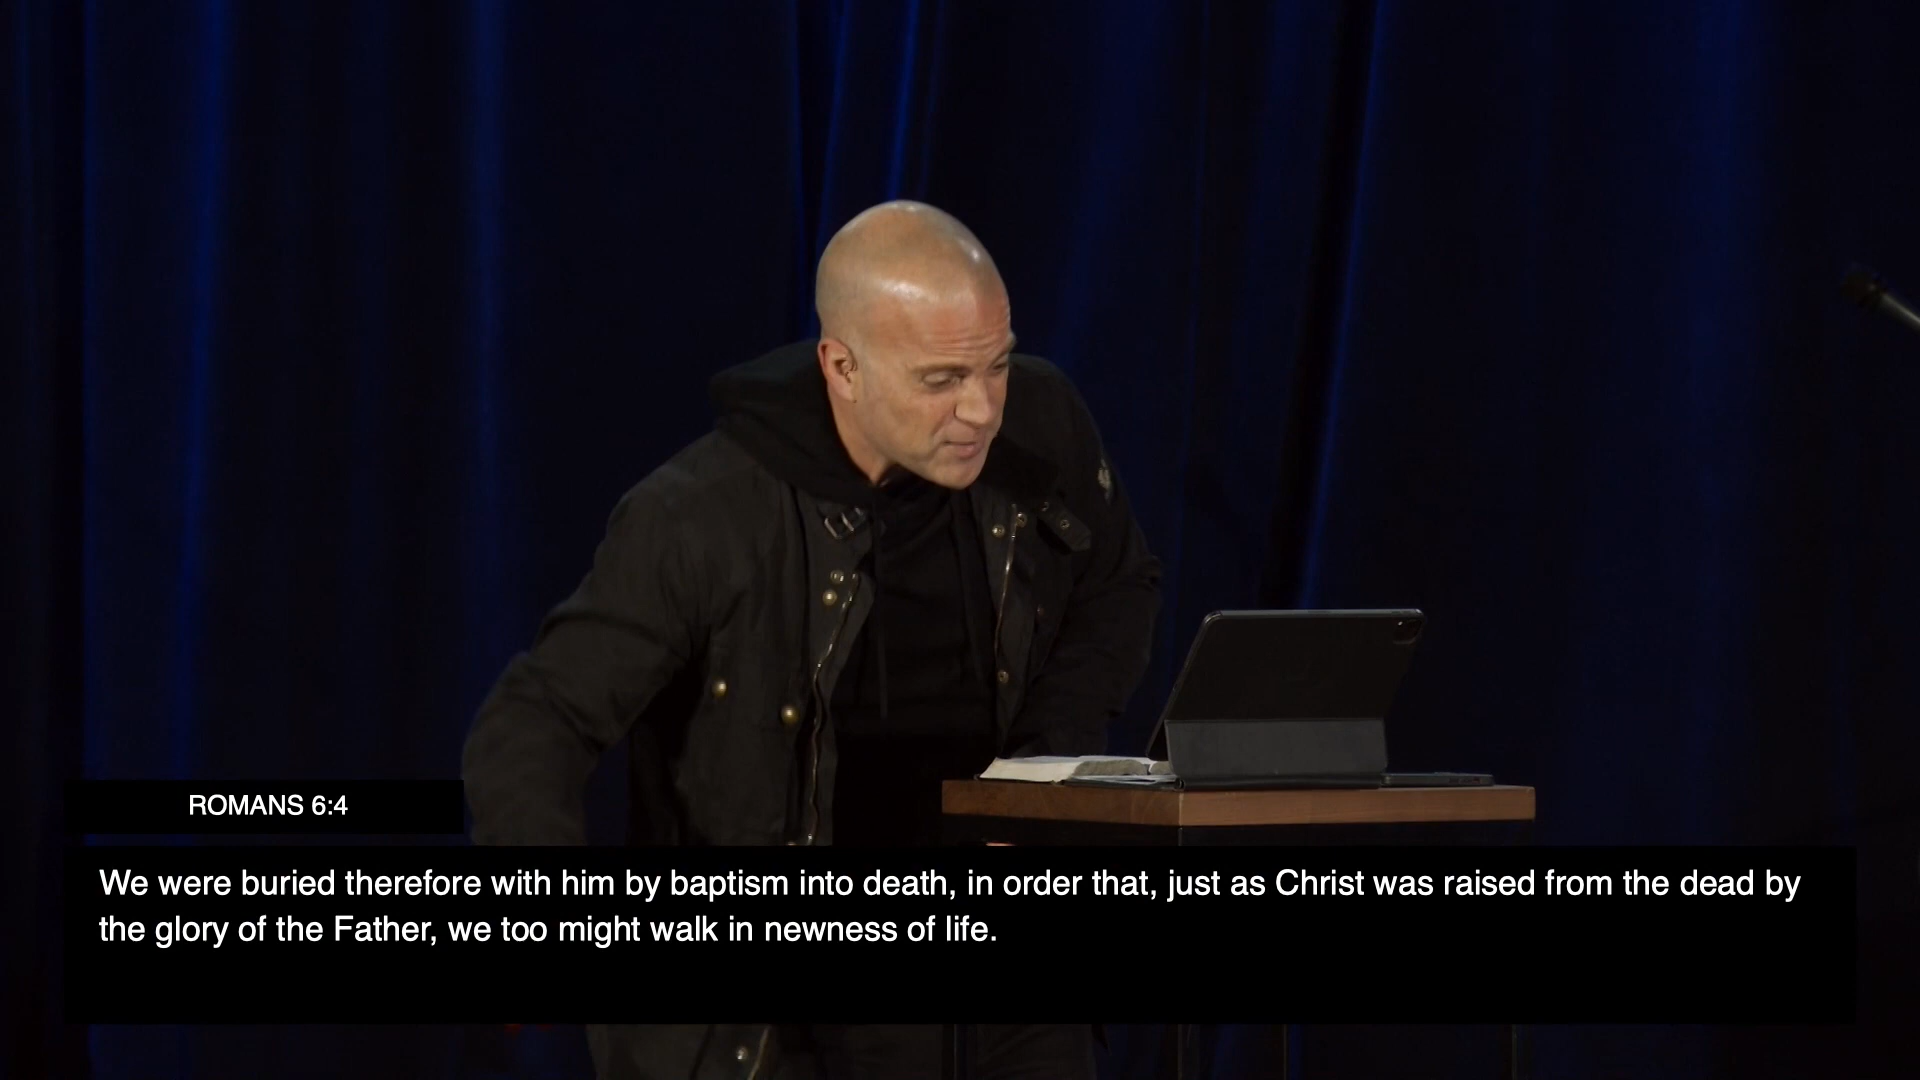 ROMANS 6:4
We were buried therefore with him by baptism into death, in order that, just as Christ was raised from the dead by
the glory of the Father, we too might walk in newness of life.